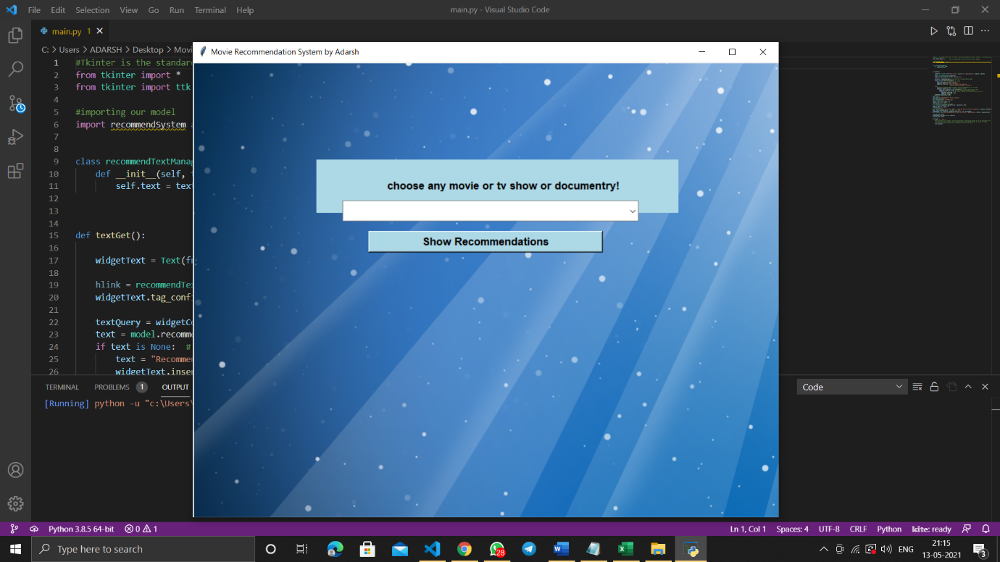 File Edit Selection View Go Run Terminal Help
main.py - Visual Studio Code
main.py 1
C: > Users > ADARSH > Desktop > Movi
Movie Recommendation System by Adarsh
1 #Tkinter is the standar
2 from tkinter import *
3 from tkinter import ttk
4
5 #importing our model
6 import recommendSystem
7
8
9 class recommendTextMana
10 def __init__(self,
11 self.text = tex
12
13
14
15 def textGet():
16
17 widgetText = Text(f
18
19 hlink = recommendTe
20 widgetText.tag_conf
21
22 textQuery = widgetC
23 text = model.recomm
24 if text is None: #
25 text = "Recomme
26 widgetText.inse
choose any movie or tv show or documentry!
Show Recommendations
TERMINAL PROBLEMS 1 OUTPUT
Code
[Running] python -u "c:\Users\
Python 3.8.5 64-bit 0 1
Ln 1, Col 1 Spaces: 4 UTF-8 CRLF Python kite: ready
Type here to search
28
ENG
21:15
13-05-2021
3